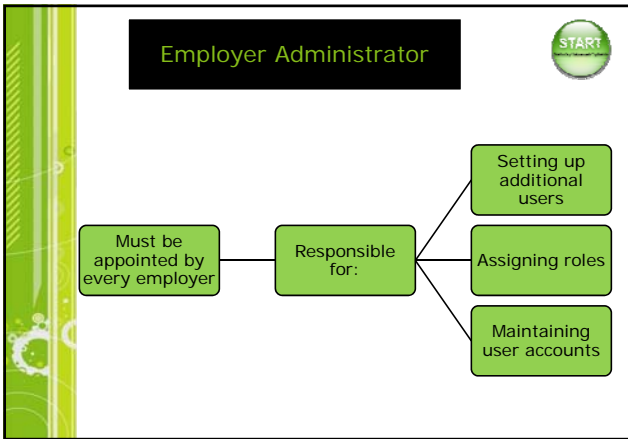 Employer Administrator
START
Must be
appointed by
every employer
Responsible
for:
Setting up
additional
users
Assigning roles
Maintaining
user accounts